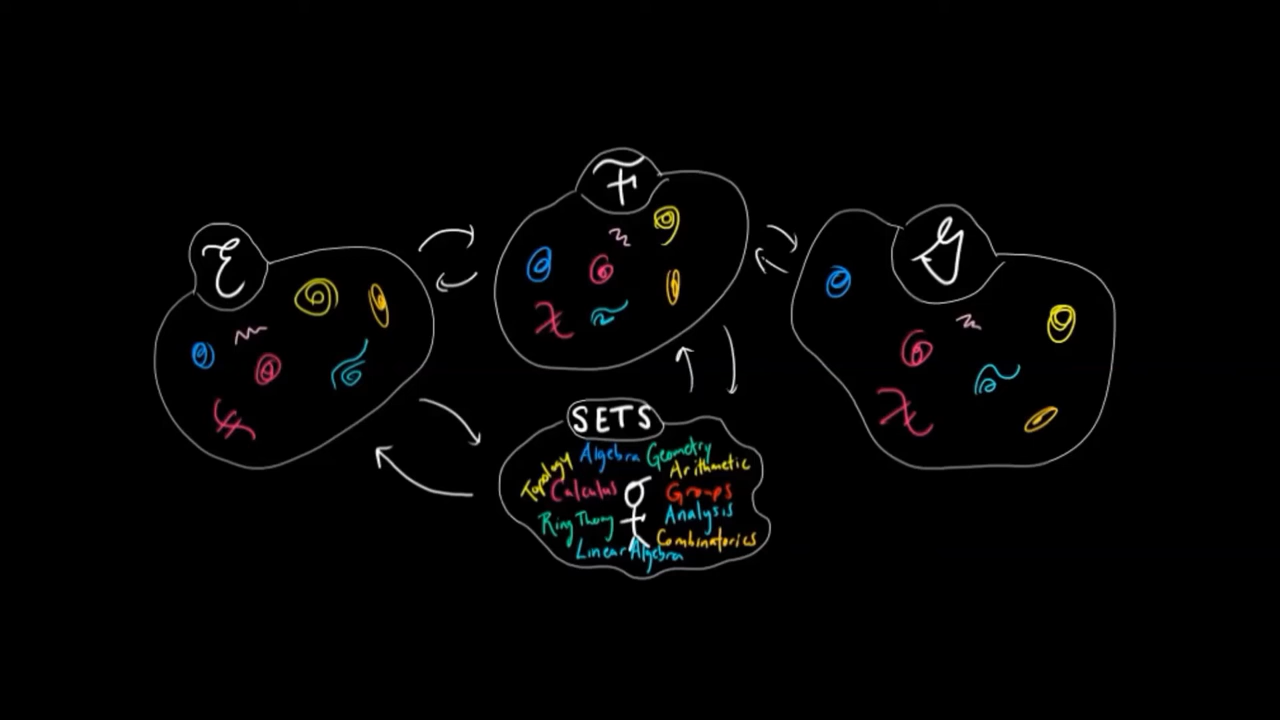 ℰ
ℱ
𝒢
SETS
Topology Algebra Geometry
Arithmetic
Calculus Groups
Ring Theory Analysis
Combinatorics
Linear Algebra